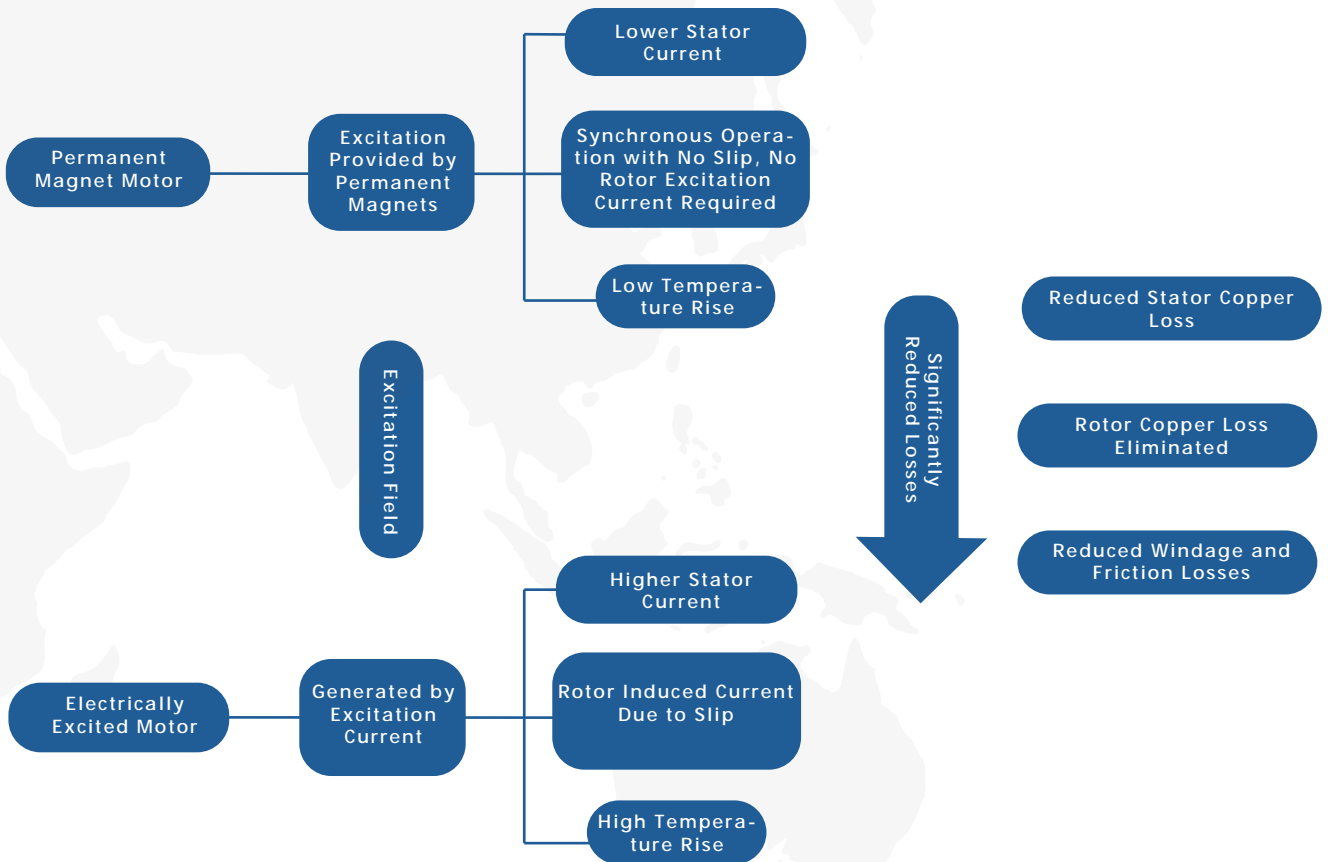 Lower Stator
Current
Permanent
Magnet Motor
Excitation
Provided by
Permanent
Magnets
Synchronous Opera-
tion with No Slip, No
Rotor Excitation
Current Required
Low Tempera-
ture Rise
Excitation Field
Significantly
Reduced Losses
Reduced Stator Copper
Loss
Rotor Copper Loss
Eliminated
Reduced Windage and
Friction Losses
Higher Stator
Current
Electrically
Excited Motor
Generated by
Excitation
Current
Rotor Induced Current
Due to Slip
High Tempera-
ture Rise